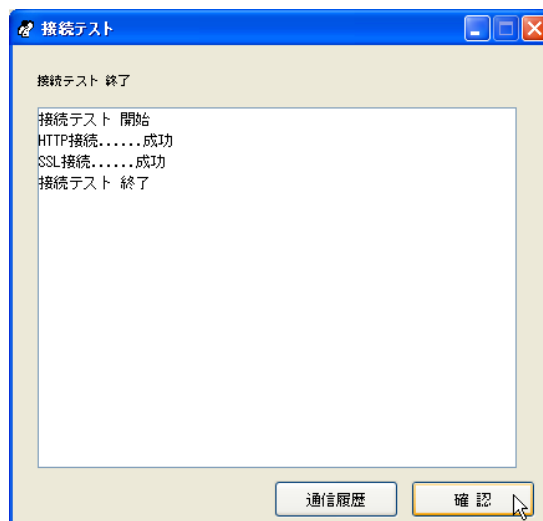 接続テスト
接続テスト 終了
接続テスト 開始
HTTP接続......成功
SSL接続......成功
接続テスト 終了
通信履歴
確 認